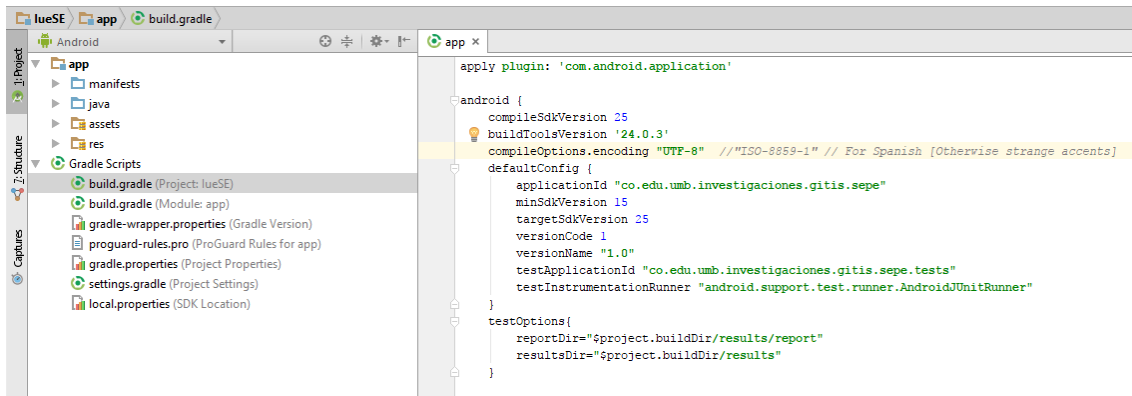 lueSE app build.gradle
1: Project
7: Structure
Captures
Android
app
manifests
java
assets
res
Gradle Scripts
build.gradle (Project: lueSE)
build.gradle (Module: app)
gradle-wrapper.properties (Gradle Version)
proguard-rules.pro (ProGuard Rules for app)
gradle.properties (Project Properties)
settings.gradle (Project Settings)
local.properties (SDK Location)
app
apply plugin: 'com.android.application'
android {
compileSdkVersion 25
buildToolsVersion '24.0.3'
compileOptions.encoding "UTF-8"  //"ISO-8859-1" // For Spanish [Otherwise strange accents]
defaultConfig {
applicationId "co.edu.umb.investigaciones.gitis.sepe"
minSdkVersion 15
targetSdkVersion 25
versionCode 1
versionName "1.0"
testApplicationId "co.edu.umb.investigaciones.gitis.sepe.tests"
testInstrumentationRunner "android.support.test.runner.AndroidJUnitRunner"
}
testOptions{
reportDir="$project.buildDir/results/report"
resultsDir="$project.buildDir/results"
}